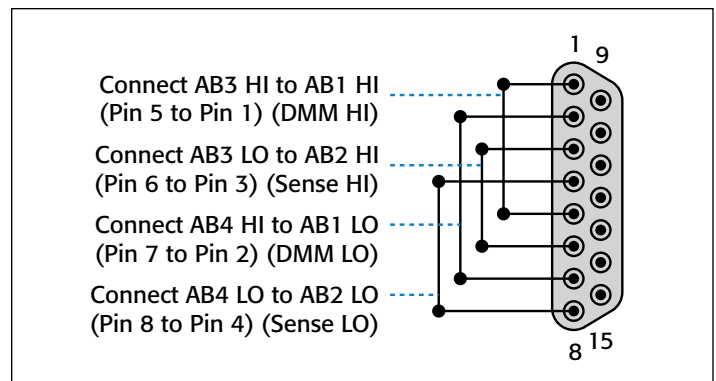 Connect AB3 HI to AB1 HI
(Pin 5 to Pin 1) (DMM HI)
Connect AB3 LO to AB2 HI
(Pin 6 to Pin 3) (Sense HI)
Connect AB4 HI to AB1 LO
(Pin 7 to Pin 2) (DMM LO)
Connect AB4 LO to AB2 LO
(Pin 8 to Pin 4) (Sense LO)
1
9
8
15